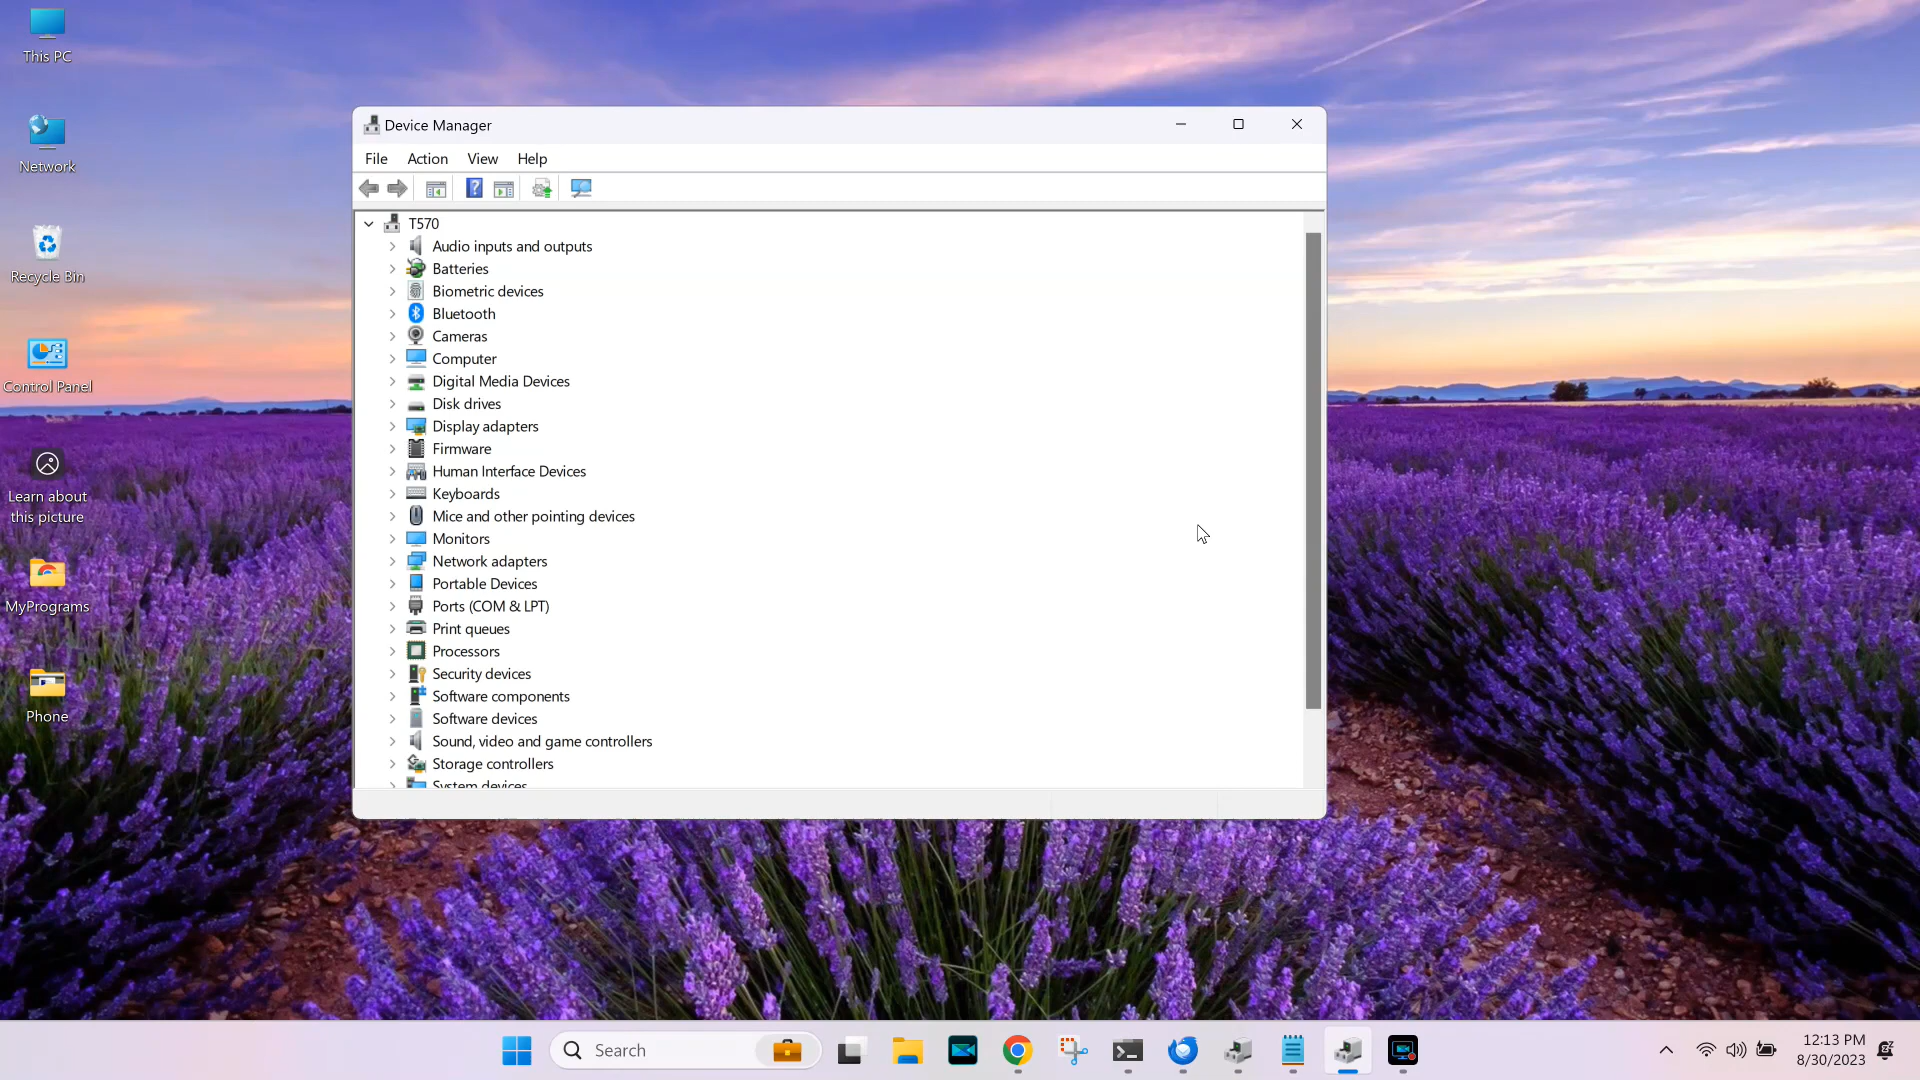 This PC
Network
Recycle Bin
Control Panel
Learn about
this picture
MyPrograms
Phone
Device Manager
File Action View Help
T570
Audio inputs and outputs
Batteries
Biometric devices
Bluetooth
Cameras
Computer
Digital Media Devices
Disk drives
Display adapters
Firmware
Human Interface Devices
Keyboards
Mice and other pointing devices
Monitors
Network adapters
Portable Devices
Ports (COM & LPT)
Print queues
Processors
Security devices
Software components
Software devices
Sound, video and game controllers
Storage controllers
System devices
Search
12:13 PM
8/30/2023